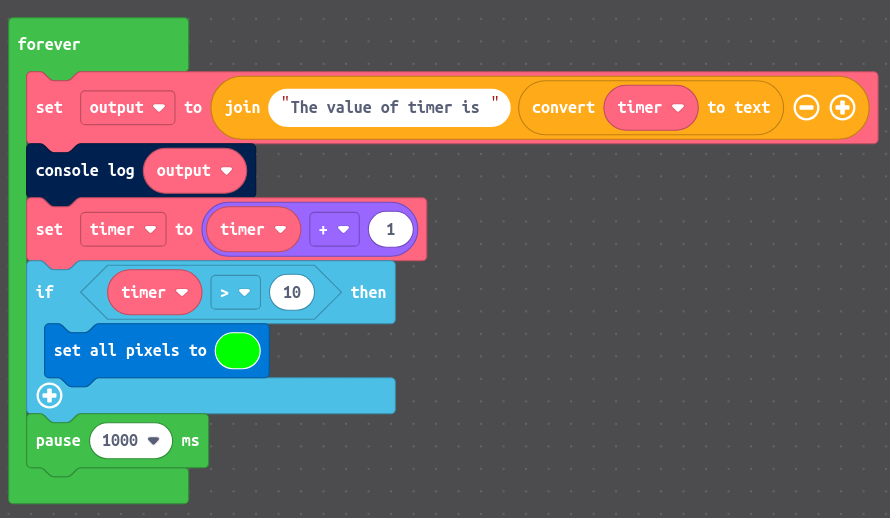 forever
set output to join "The value of timer is " convert timer to text
console log output
set timer to timer + 1
if timer > 10 then
set all pixels to
pause 1000 ms